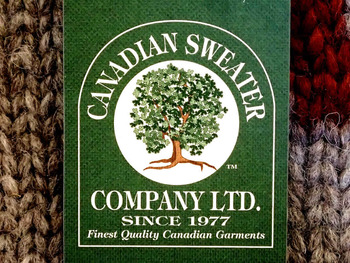 CANADIAN SWEATER
TM
COMPANY LTD.
SINCE 1977
Finest Quality Canadian Garments